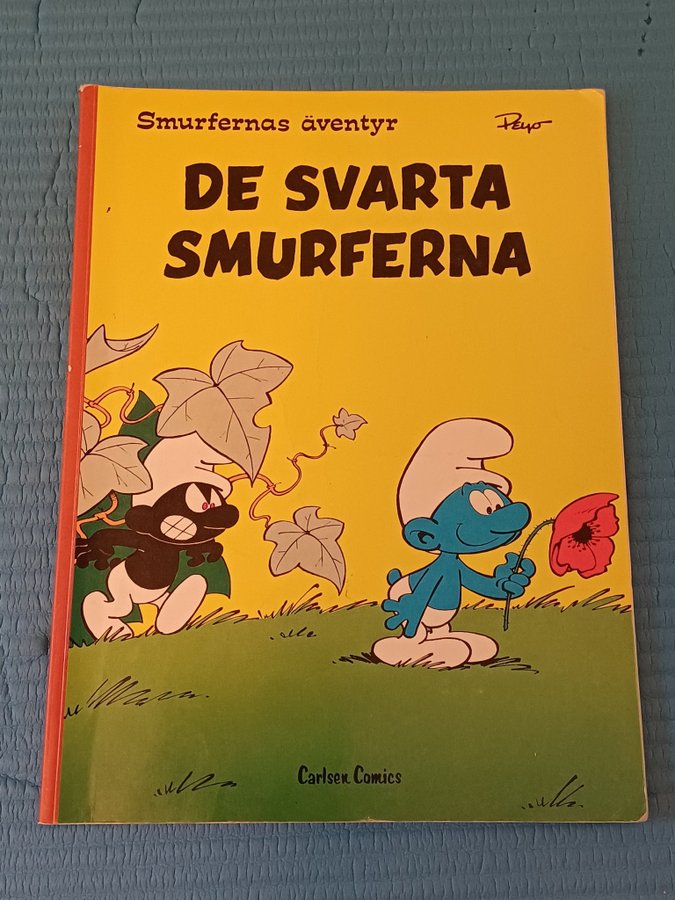 Smurfernas äventyr
Peyo
DE SVARTA
SMURFERNA
Carlsen Comics